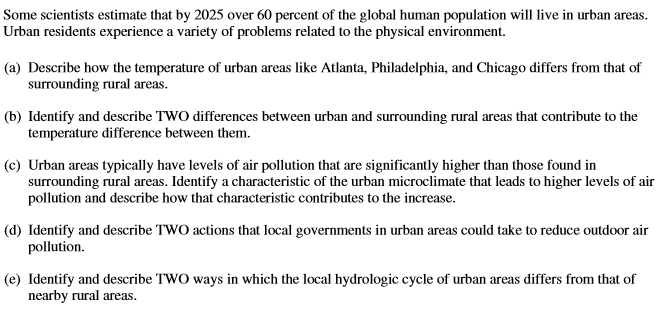 Some scientists estimate that by 2025 over 60 percent of the global human population will live in urban areas.
Urban residents experience a variety of problems related to the physical environment.
(a) Describe how the temperature of urban areas like Atlanta, Philadelphia, and Chicago differs from that of
surrounding rural areas.
(b) Identify and describe TWO differences between urban and surrounding rural areas that contribute to the
temperature difference between them.
(c) Urban areas typically have levels of air pollution that are significantly higher than those found in
surrounding rural areas. Identify a characteristic of the urban microclimate that leads to higher levels of air
pollution and describe how that characteristic contributes to the increase.
(d) Identify and describe TWO actions that local governments in urban areas could take to reduce outdoor air
pollution.
(e) Identify and describe TWO ways in which the local hydrologic cycle of urban areas differs from that of
nearby rural areas.